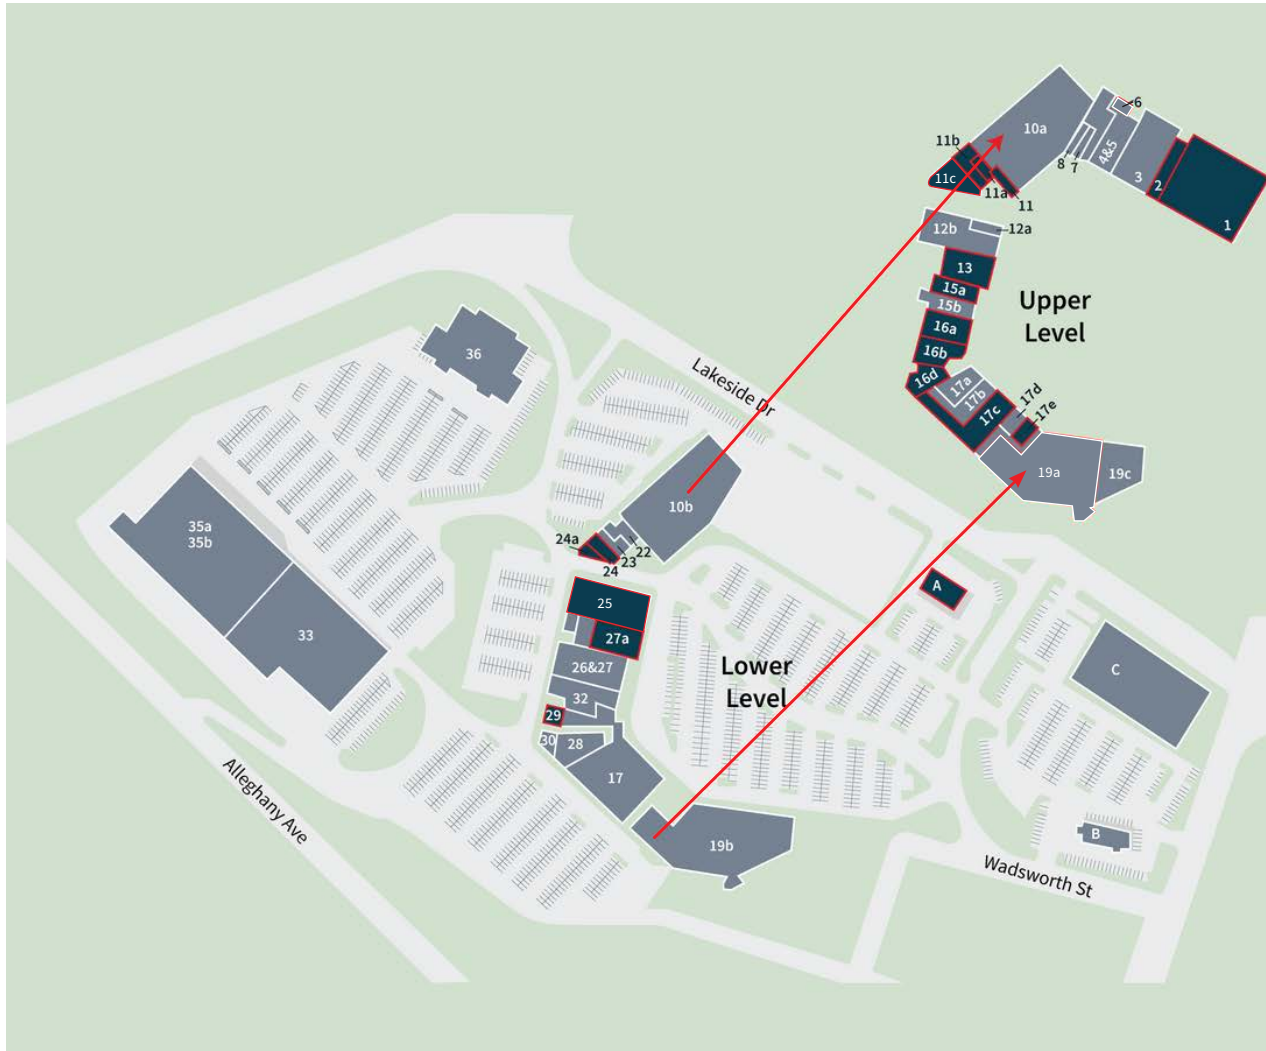 6
10a
11b
4&5
8
7
3
11c
2
11a
11
1
12b
12a
13
15a
15b
Upper
Level
16a
16b
36
Lakeside Dr
16d
17a
17b
17d
17c
17e
19a
19c
10b
35a
35b
24a
22
23
24
A
25
33
27a
26&27
Lower
Level
C
32
29
30
28
17
Alleghany Ave
19b
B
Wadsworth St